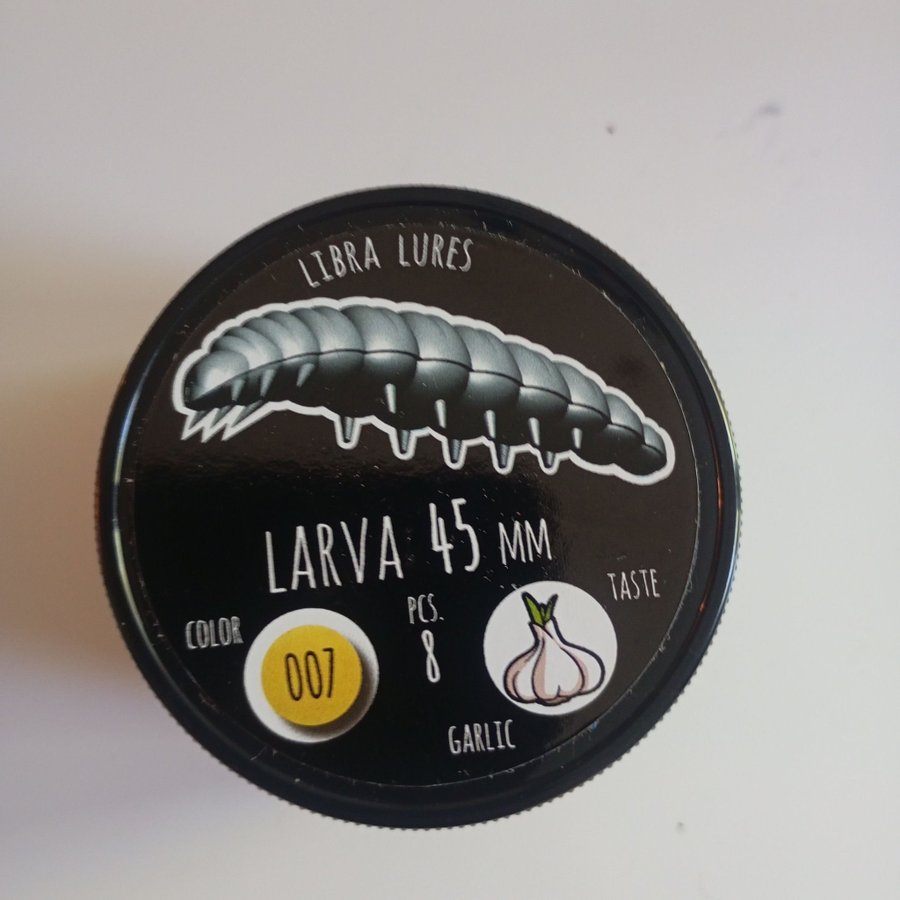 LIBRA LURES
LARVA 45 MM
COLOR
007
PCS.
8
TASTE
GARLIC